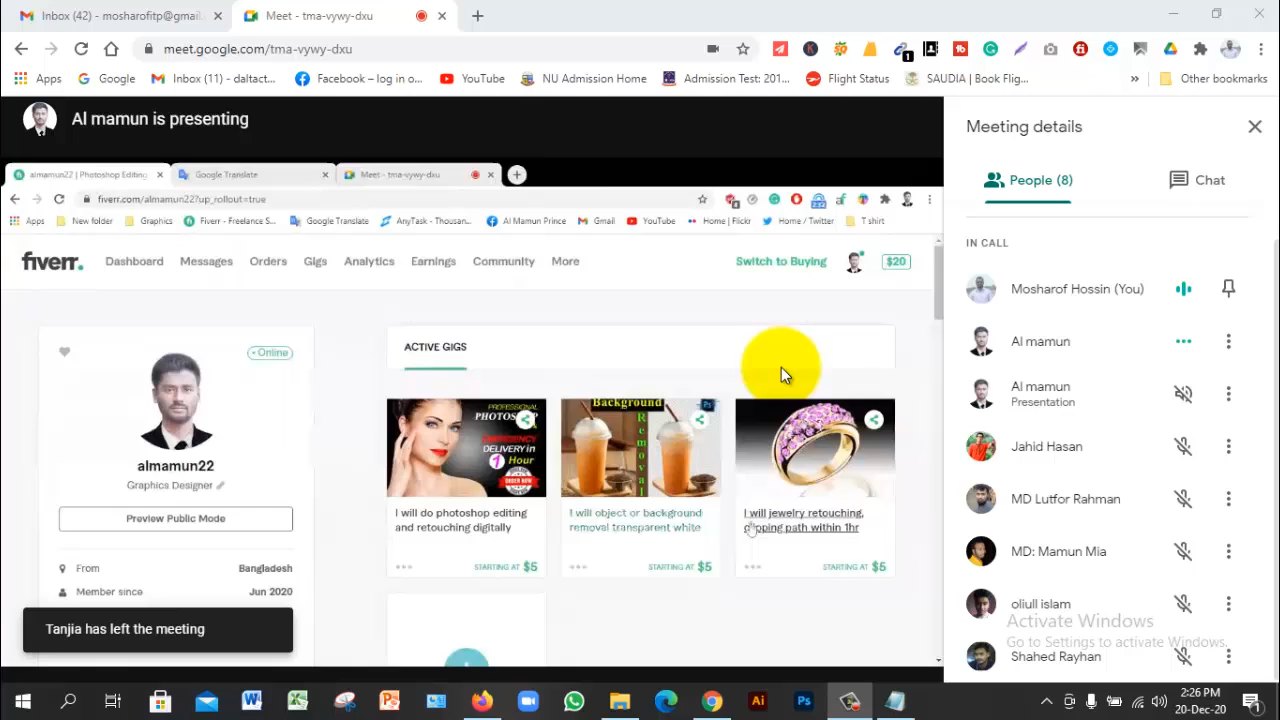 Inbox (42) - mosharofitp@gmail.
Meet - tma-vywy-dxu
meet.google.com/tma-vywy-dxu
Apps
Google
Inbox (11) - daltact...
Facebook – log in o...
YouTube
NU Admission Home
Admission Test: 201...
Flight Status
SAUDIA | Book Flig...
»
Other bookmarks
Al mamun is presenting
almamun22 | Photoshop Editing
Google Translate
Meet - tma-vywy-dxu
fiverr.com/almamun22?up_rollout=true
Apps
New folder
Graphics
Fiverr - Freelance S...
Google Translate
AnyTask - Thousan...
Al Mamun Prince
Gmail
YouTube
Home | Flickr
Home / Twitter
T shirt
fiverr.
Dashboard
Messages
Orders
Gigs
Analytics
Earnings
Community
More
Switch to Buying
$20
Online
almamun22
Graphics Designer
Preview Public Mode
From
Bangladesh
Member since
Jun 2020
Tanjia has left the meeting
ACTIVE GIGS
PROFESSIONAL
PHOTOS
EMERGENCY
DELIVERY in
1 Hour
ORDER NOW
I will do photoshop editing
and retouching digitally
STARTING AT $5
Background
Removal
Ps
I will object or background
removal transparent white
STARTING AT $5
I will jewelry retouching,
clipping path within 1hr
STARTING AT $5
Meeting details
People (8)
Chat
IN CALL
Mosharof Hossin (You)
Al mamun
Al mamun
Presentation
Jahid Hasan
MD Lutfor Rahman
MD: Mamun Mia
oliull islam
Activate Windows
Go to Settings to activate Windows.
Shahed Rayhan
Ai
Ps
2:26 PM
20-Dec-20
1